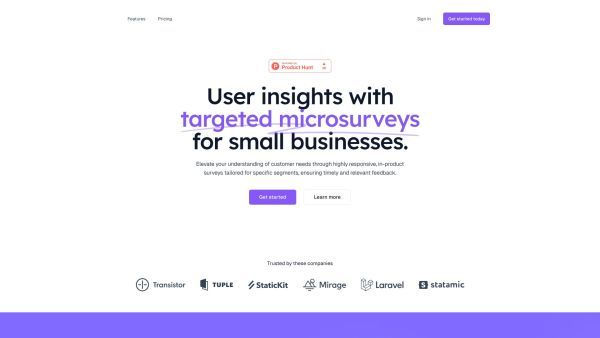 Features
Pricing
Sign in
Get started today
Product Hunt
User insights with
targeted microsurveys
for small businesses.
Elevate your understanding of customer needs through highly responsive, in-product
surveys tailored for specific segments, ensuring timely and relevant feedback.
Get started
Learn more
Trusted by these companies
Transistor
TUPLE
StaticKit
Mirage
Laravel
statamic